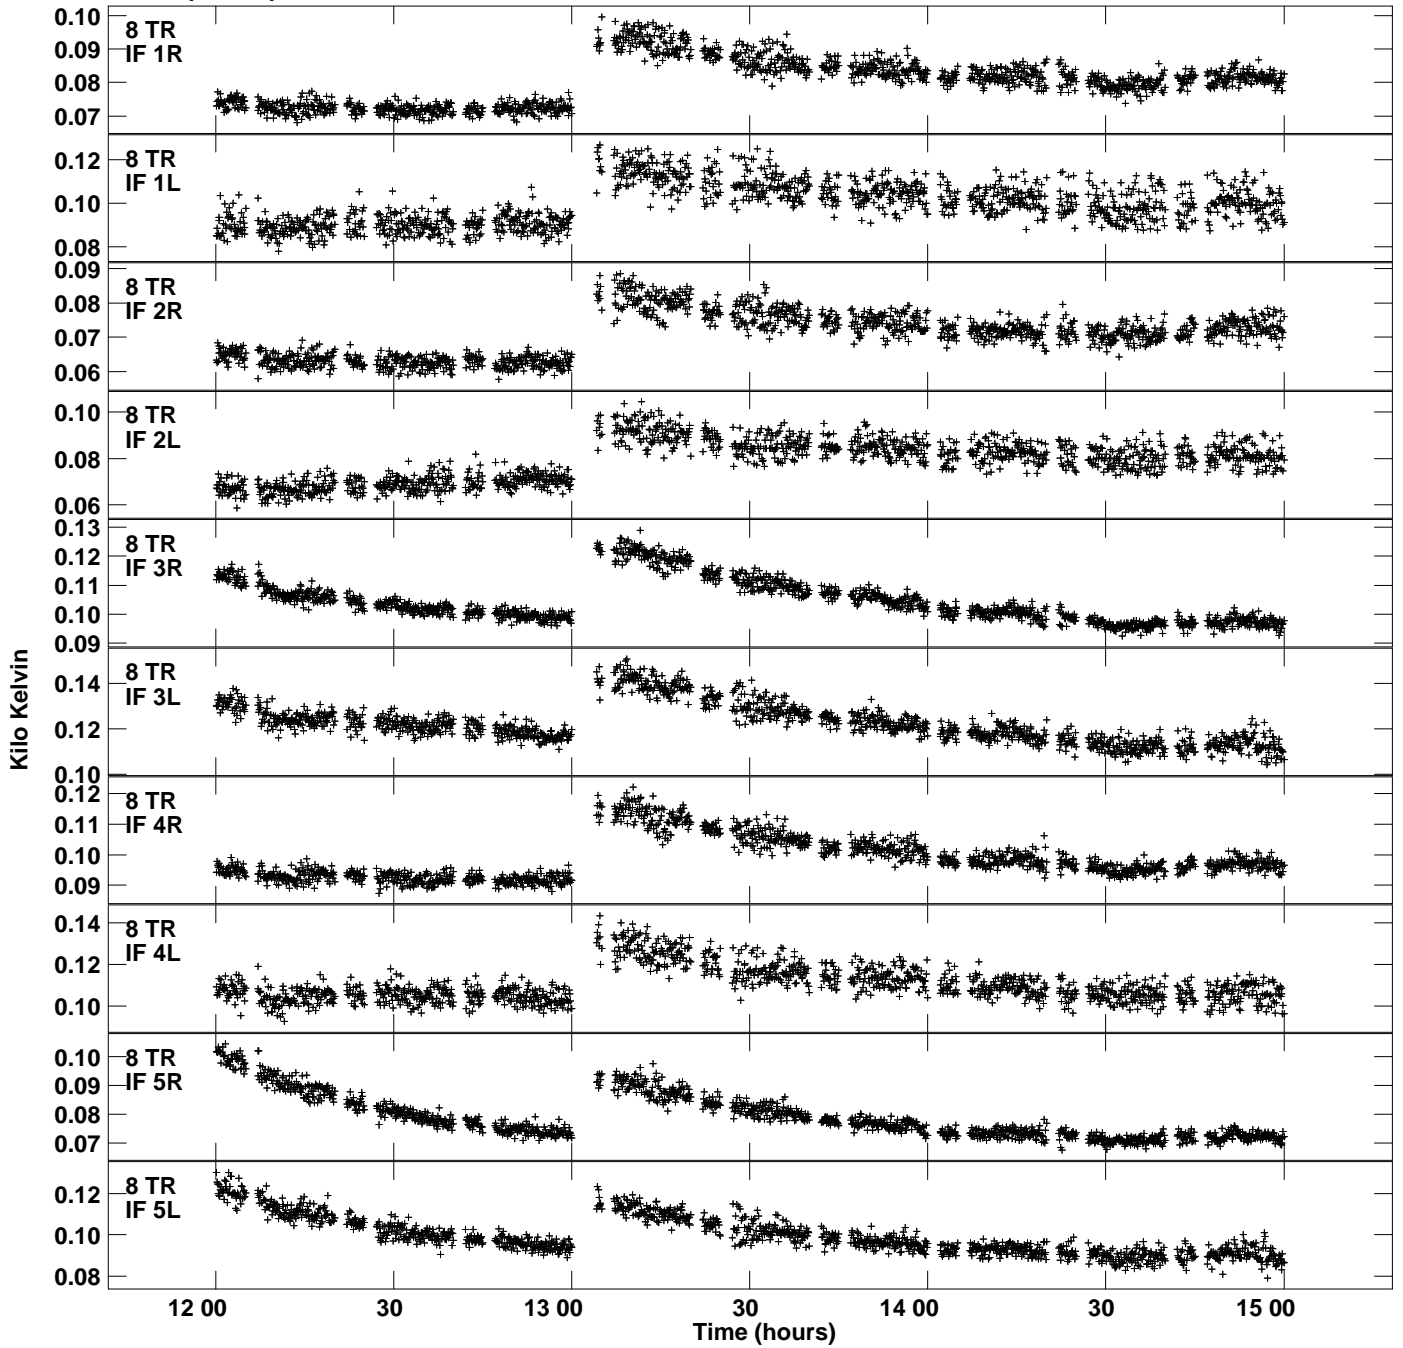 0.10
0.09
0.08
0.07
8 TR
IF 1R
0.12
0.10
0.08
8 TR
IF 1L
0.09
0.08
0.07
0.06
8 TR
IF 2R
0.10
0.08
0.06
8 TR
IF 2L
0.13
0.12
0.11
0.10
0.09
8 TR
IF 3R
0.14
0.12
0.10
8 TR
IF 3L
0.12
0.11
0.10
0.09
8 TR
IF 4R
0.14
0.12
0.10
8 TR
IF 4L
0.10
0.09
0.08
0.07
8 TR
IF 5R
0.12
0.10
0.08
8 TR
IF 5L
Kilo Kelvin
12 00 30 13 00 30 14 00 30 15 00
Time (hours)